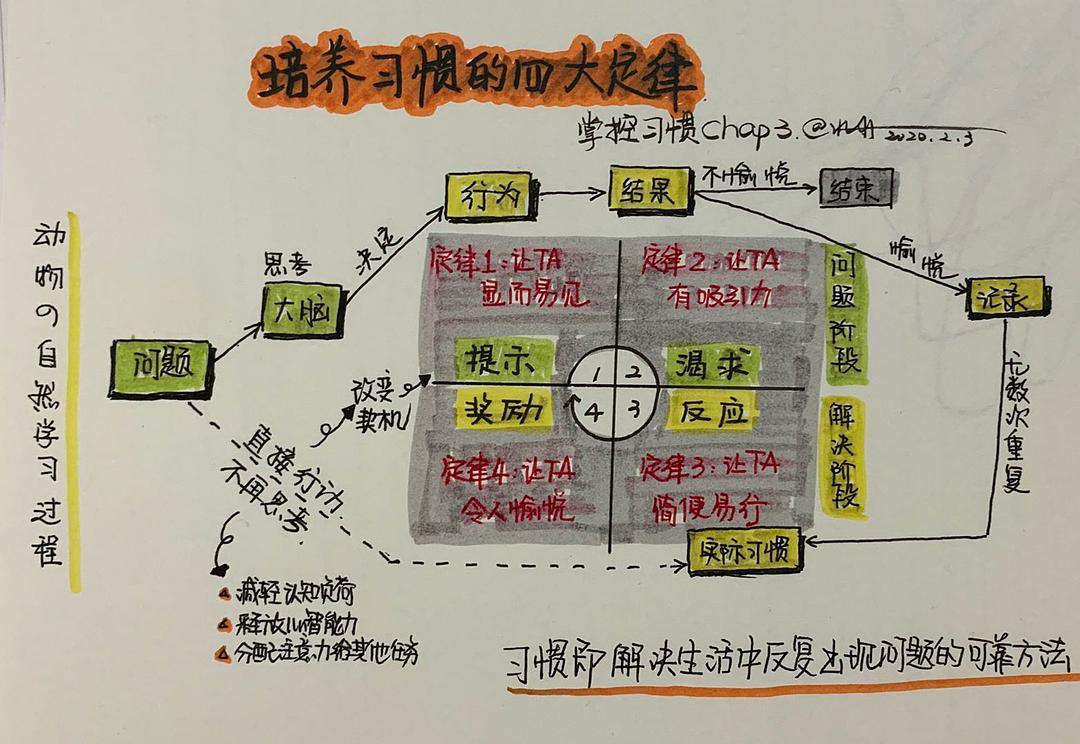 培养习惯的四大定律
掌控习惯Chap3.@
2020.2.3
动物の自然学习过程
问题
思考
大脑
决定
行为
结果
不愉悦
结束
愉悦
记录
无数次重复
实际习惯
定律1:让TA
显而易见
定律2:让TA
有吸引力
提示
渴求
1
2
奖励
反应
4
3
定律4:让TA
令人愉悦
定律3:让TA
简便易行
问题阶段
解决阶段
改变
契机
直接行动
不再思考.
减轻认知负荷
释放心智能力
分配注意力给其他任务
习惯即解决生活中反复出现问题的可靠方法